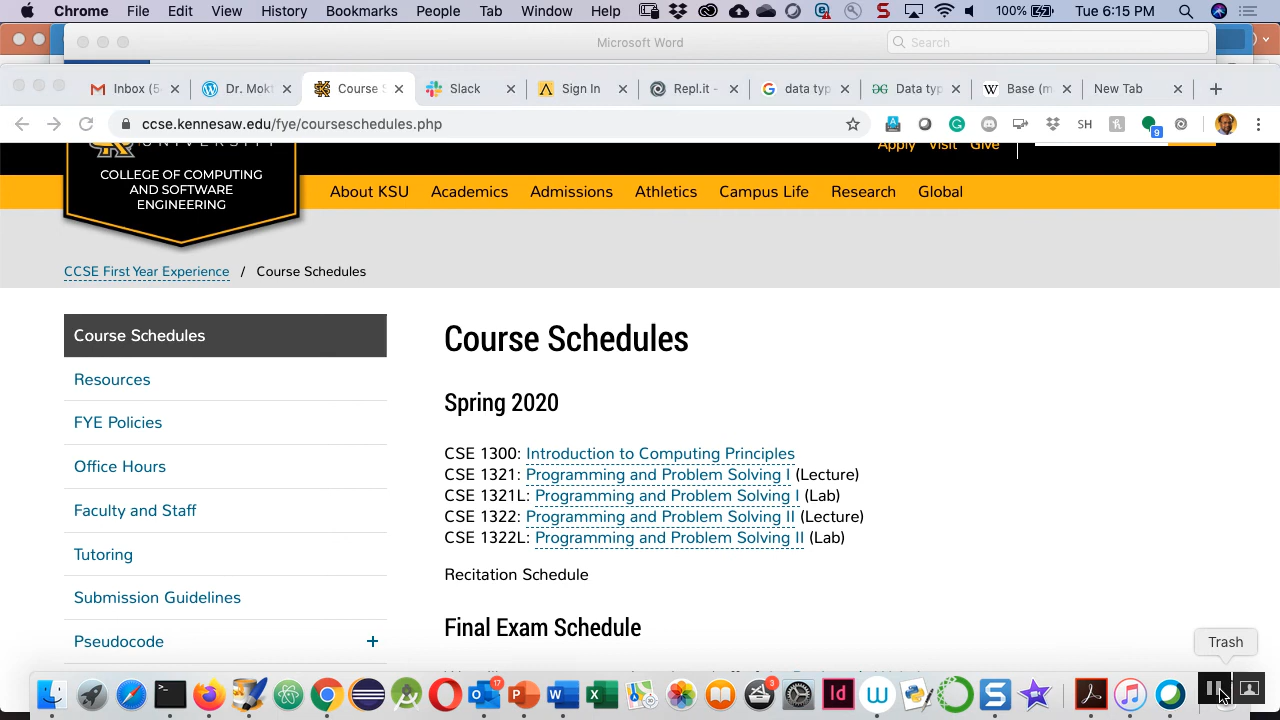 Chrome File Edit View History Bookmarks People Tab Window Help 100% Tue 6:15 PM
Microsoft Word Search
Inbox (5 Dr. Mokt Course S Slack Sign In Repl.it - data typ Data typ Base (m New Tab
ccse.kennesaw.edu/fye/courseschedules.php SH 9
UNIVERSITY Apply Visit Give
COLLEGE OF COMPUTING
AND SOFTWARE
ENGINEERING
About KSU Academics Admissions Athletics Campus Life Research Global
CCSE First Year Experience / Course Schedules
Course Schedules
Resources
FYE Policies
Office Hours
Faculty and Staff
Tutoring
Submission Guidelines
Pseudocode +
Course Schedules
Spring 2020
CSE 1300: Introduction to Computing Principles
CSE 1321: Programming and Problem Solving I (Lecture)
CSE 1321L: Programming and Problem Solving I (Lab)
CSE 1322: Programming and Problem Solving II (Lecture)
CSE 1322L: Programming and Problem Solving II (Lab)
Recitation Schedule
Final Exam Schedule
Trash
17 3